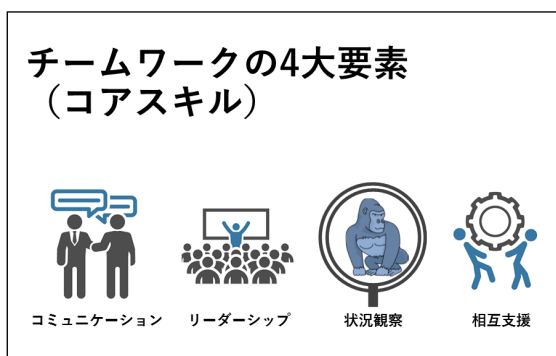 チームワークの4大要素
（コアスキル）
コミュニケーション
リーダーシップ
状況観察
相互支援